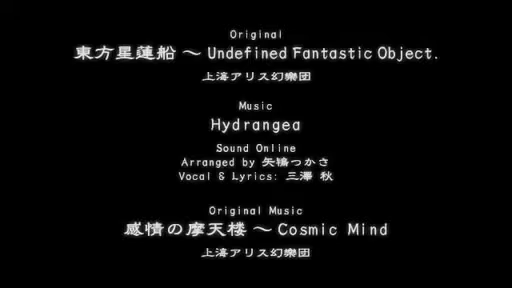 Original
東方星蓮船 ～ Undefined Fantastic Object.
上海アリス幻樂団
Music
Hydrangea
Sound Online
Arranged by 矢鴇つかさ
Vocal & Lyrics: 三澤 秋
Original Music
感情の摩天楼 ～ Cosmic Mind
上海アリス幻樂団